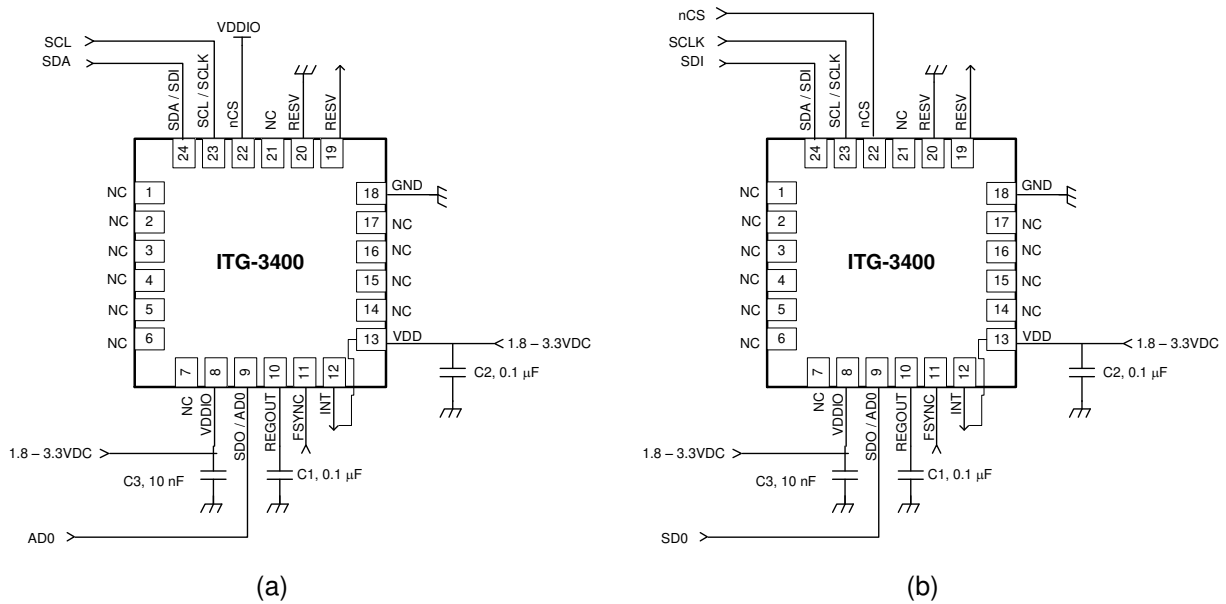 VDDIO
SCL
SDA
SDA / SDI
SCL / SCLK
nCS
NC
RESV
RESV
24
23
22
21
20
19
NC 1
NC 2
NC 3
NC 4
NC 5
NC 6
ITG-3400
18 GND
17 NC
16 NC
15 NC
14 NC
13 VDD
1.8 – 3.3VDC
C2, 0.1 μF
7
8
9
10
11
12
NC
VDDIO
SDO / AD0
REGOUT
FSYNC
INT
1.8 – 3.3VDC
C3, 10 nF
C1, 0.1 μF
AD0
(a)
nCS
SCLK
SDI
SDA / SDI
SCL / SCLK
nCS
NC
RESV
RESV
24
23
22
21
20
19
NC 1
NC 2
NC 3
NC 4
NC 5
NC 6
ITG-3400
18 GND
17 NC
16 NC
15 NC
14 NC
13 VDD
1.8 – 3.3VDC
C2, 0.1 μF
7
8
9
10
11
12
NC
VDDIO
SDO / AD0
REGOUT
FSYNC
INT
1.8 – 3.3VDC
C3, 10 nF
C1, 0.1 μF
SD0
(b)